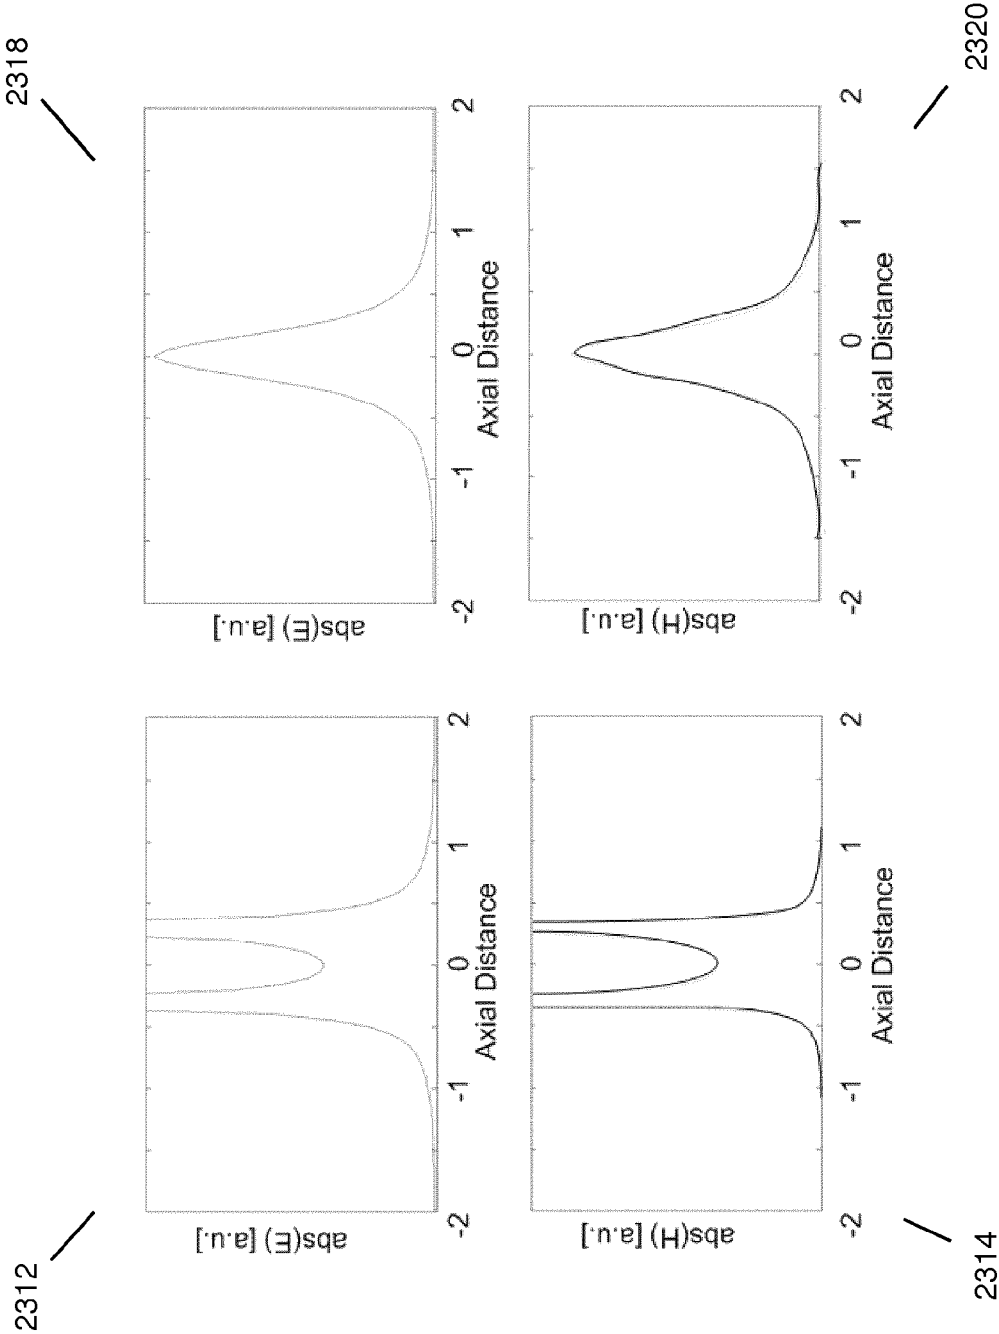 2312
2318
abs(E) [a.u.]
-2 -1 0 1 2
Axial Distance
abs(E) [a.u.]
-2 -1 0 1 2
Axial Distance
abs(H) [a.u.]
-2 -1 0 1 2
Axial Distance
abs(H) [a.u.]
-2 -1 0 1 2
Axial Distance
2314
2320